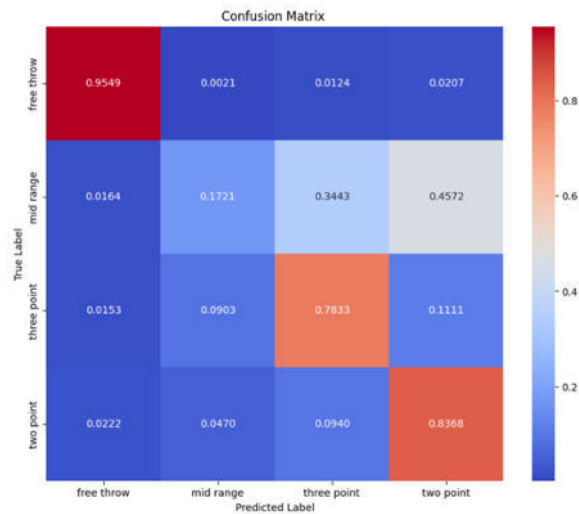 Confusion Matrix
free throw
0.9549 0.0021 0.0124 0.0207
mid range
0.0164 0.1721 0.3443 0.4572
three point
0.0153 0.0903 0.7833 0.1111
two point
0.0222 0.0470 0.0940 0.8368
True Label
free throw mid range three point two point
Predicted Label
0.8
0.6
0.4
0.2